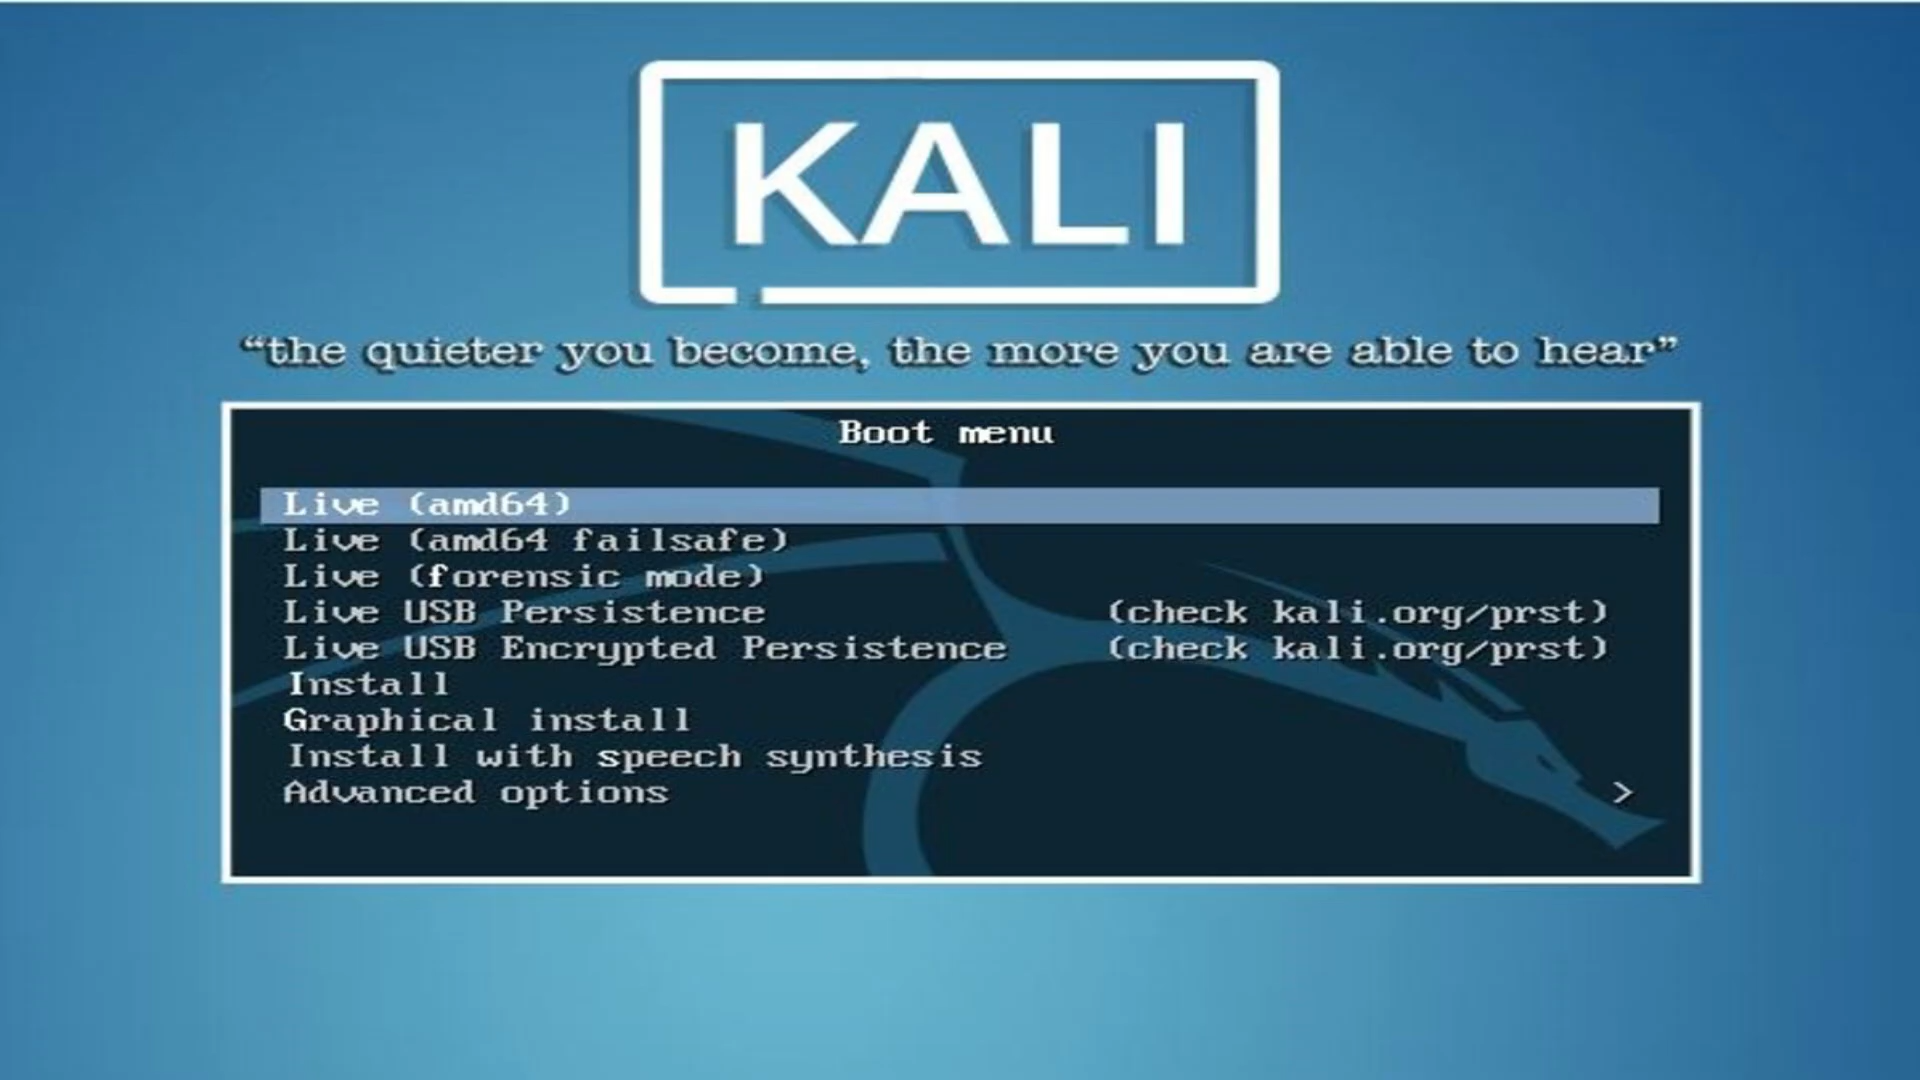 KALI
“the quieter you become, the more you are able to hear”
Boot menu
Live (amd64)
Live (amd64 failsafe)
Live (forensic mode)
Live USB Persistence (check kali.org/prst)
Live USB Encrypted Persistence (check kali.org/prst)
Install
Graphical install
Install with speech synthesis
Advanced options >